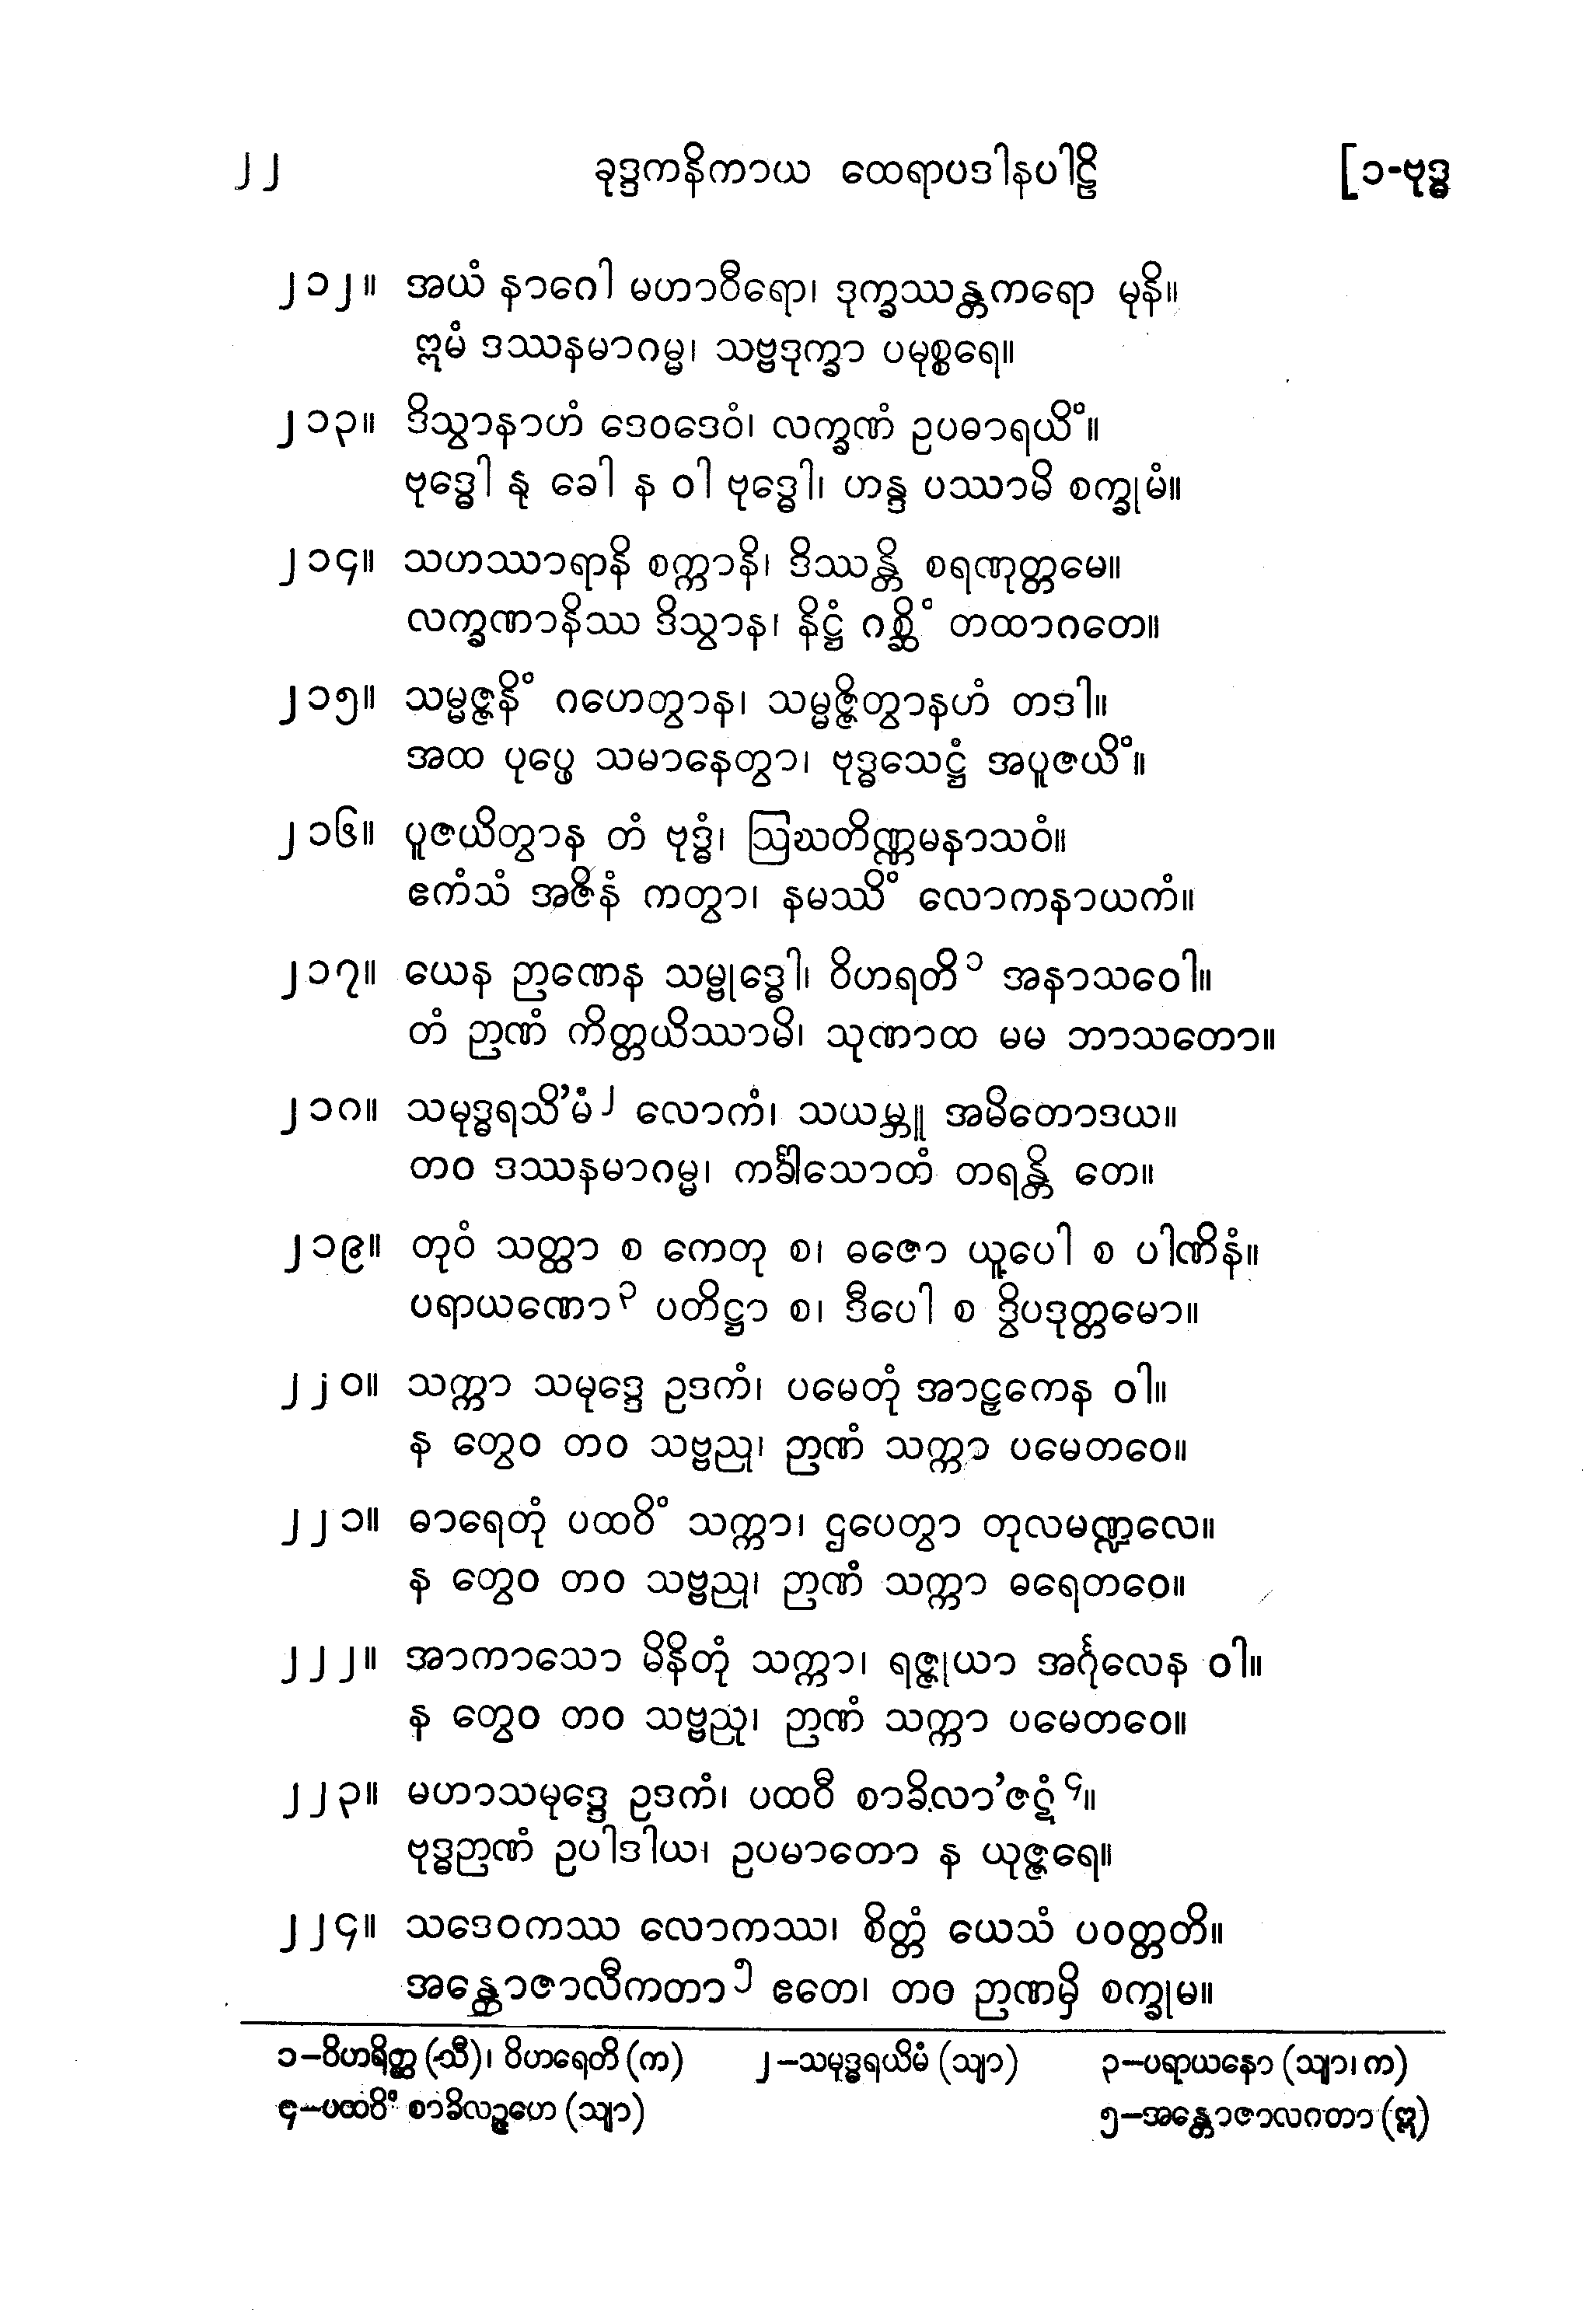 ၂၂ ခုဒ္ဒကနိကာယ ထေရာပဒါနပါဠိ [၁-ဗုဒ္ဓ
၂၁၂။ အယံ နာဂေါ မဟာဝီရော၊ ဒုက္ခဿန္တကရော မုနိ။
ဣမံ ဒဿနမာဂမ္မ၊ သဗ္ဗဒုက္ခာ ပမုစ္စရေ။
၂၁၃။ ဒိသွာနာဟံ ဒေဝဒေဝံ၊ လက္ခဏံ ဥပဓာရယိံ။
ဗုဒ္ဓေါ နု ခေါ န ဝါ ဗုဒ္ဓေါ၊ ဟန္ဒ ပဿာမိ စက္ခုမံ။
၂၁၄။ သဟဿာရာနိ စက္ကာနိ၊ ဒိဿန္တိ စရဏုတ္တမေ။
လက္ခဏာနိဿ ဒိသွာန၊ နိဋ္ဌံ ဂစ္ဆိံ တထာဂတေ။
၂၁၅။ သမ္မဇ္ဇနိံ ဂဟေတွာန၊ သမ္မဇ္ဇိတွာနဟံ တဒါ။
အထ ပုပ္ဖေ သမာနေတွာ၊ ဗုဒ္ဓသေဋ္ဌံ အပူဇယိံ။
၂၁၆။ ပူဇယိတွာန တံ ဗုဒ္ဓံ၊ ဩဃတိဏ္ဏမနာသဝံ။
ဧကံသံ အဇိနံ ကတွာ၊ နမဿိံ လောကနာယကံ။
၂၁၇။ ယေန ဉာဏေန သမ္ဗုဒ္ဓေါ၊ ဝိဟရတိ၁ အနာသဝေါ။
တံ ဉာဏံ ကိတ္တယိဿာမိ၊ သုဏာထ မမ ဘာသတော။
၂၁၈။ သမုဒ္ဓရသိ’မံ၂ လောကံ၊ သယမ္ဘူ အမိတောဒယ။
တဝ ဒဿနမာဂမ္မ၊ ကင်္ခါသောတံ တရန္တိ တေ။
၂၁၉။ တုဝံ သတ္ထာ စ ကေတု စ၊ ဓဇော ယူပေါ စ ပါဏိနံ။
ပရာယဏော၃ ပတိဋ္ဌာ စ၊ ဒီပေါ စ ဒွိပဒုတ္တမော။
၂၂၀။ သက္ကာ သမုဒ္ဒေ ဥဒကံ၊ ပမေတုံ အာဠှကေန ဝါ။
န တွေဝ တဝ သဗ္ဗညု၊ ဉာဏံ သက္ကာ ပမေတဝေ။
၂၂၁။ ဓာရေတုံ ပထဝိံ သက္ကာ၊ ဌပေတွာ တုလမဏ္ဍလေ။
န တွေဝ တဝ သဗ္ဗညု၊ ဉာဏံ သက္ကာ ဓရေတဝေ။
၂၂၂။ အာကာသော မိနိတုံ သက္ကာ၊ ရဇ္ဇုယာ အင်္ဂုလေန ဝါ။
န တွေဝ တဝ သဗ္ဗညု၊ ဉာဏံ သက္ကာ ပမေတဝေ။
၂၂၃။ မဟာသမုဒ္ဒေ ဥဒကံ၊ ပထဝီ စာခိလာ’ဇဋံ၄။
ဗုဒ္ဓဉာဏံ ဥပါဒါယ၊ ဥပမာတော န ယုဇ္ဇရေ။
၂၂၄။ သဒေဝကဿ လောကဿ၊ စိတ္တံ ယေသံ ပဝတ္တတိ။
အန္တောဇာလီကတာ၅ ဧတေ၊ တဝ ဉာဏမှိ စက္ခုမ။
၁–ဝိဟရိတ္ထ (သီ)၊ ဝိဟရေတိ (က) ၂–သမုဒ္ဓရယိမံ (သျာ) ၃–ပရာယနော (သျာ၊ က)
၄–ပထဝိံ စာခိလဉ္စဟေ (သျာ) ၅–အန္တောဇာလဂတာ (ဣ)